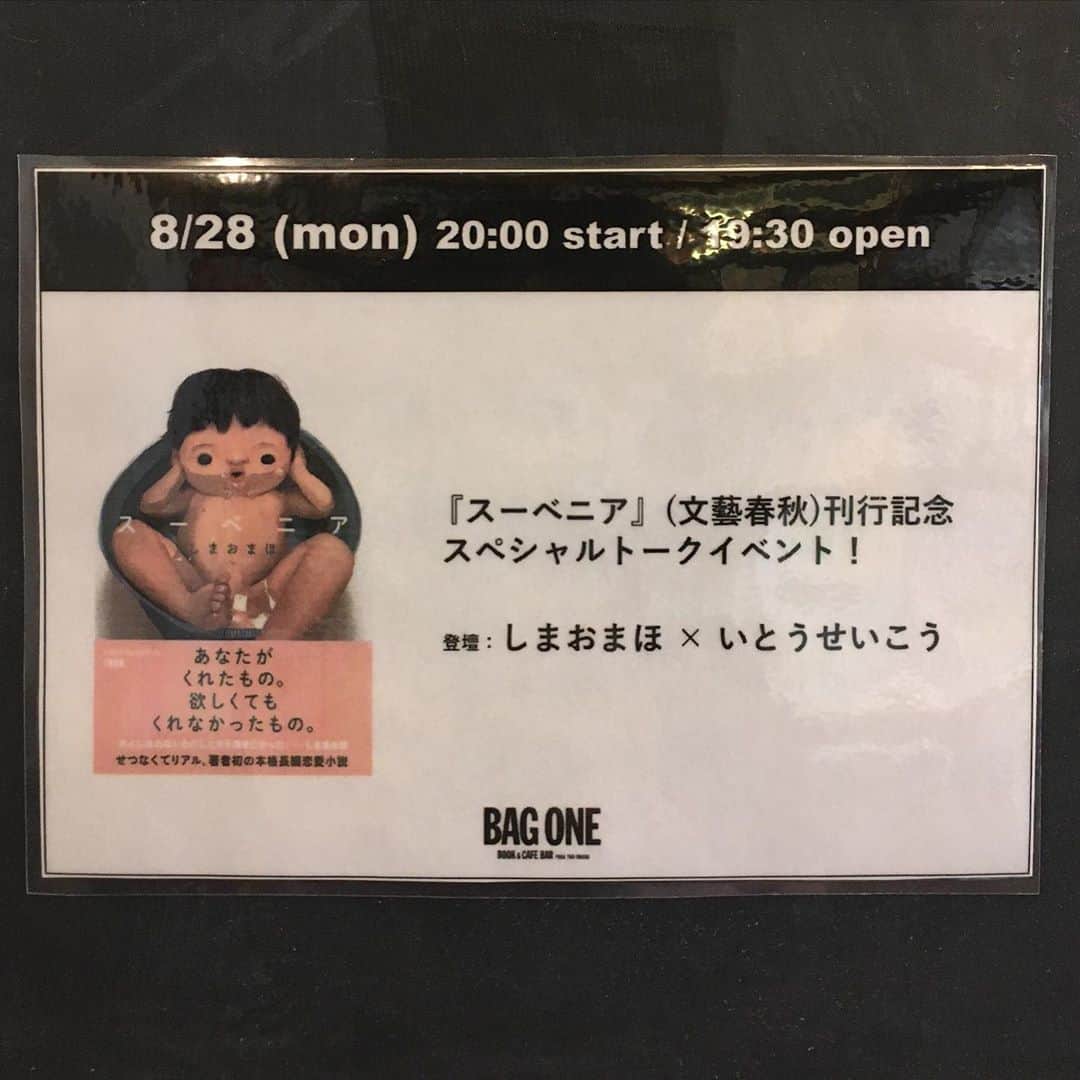 8/28 (mon) 20:00 start / 19:30 open
スーベニア
しまおまほ
あなたが
くれたもの。
欲しくても
くれなかったもの。
せつなくてリアル、著者初の本格長編恋愛小説
『スーベニア』(文藝春秋)刊行記念
スペシャルトークイベント！
登壇：しまおまほ × いとうせいこう
BAG ONE
BOOK & CAFE BAR